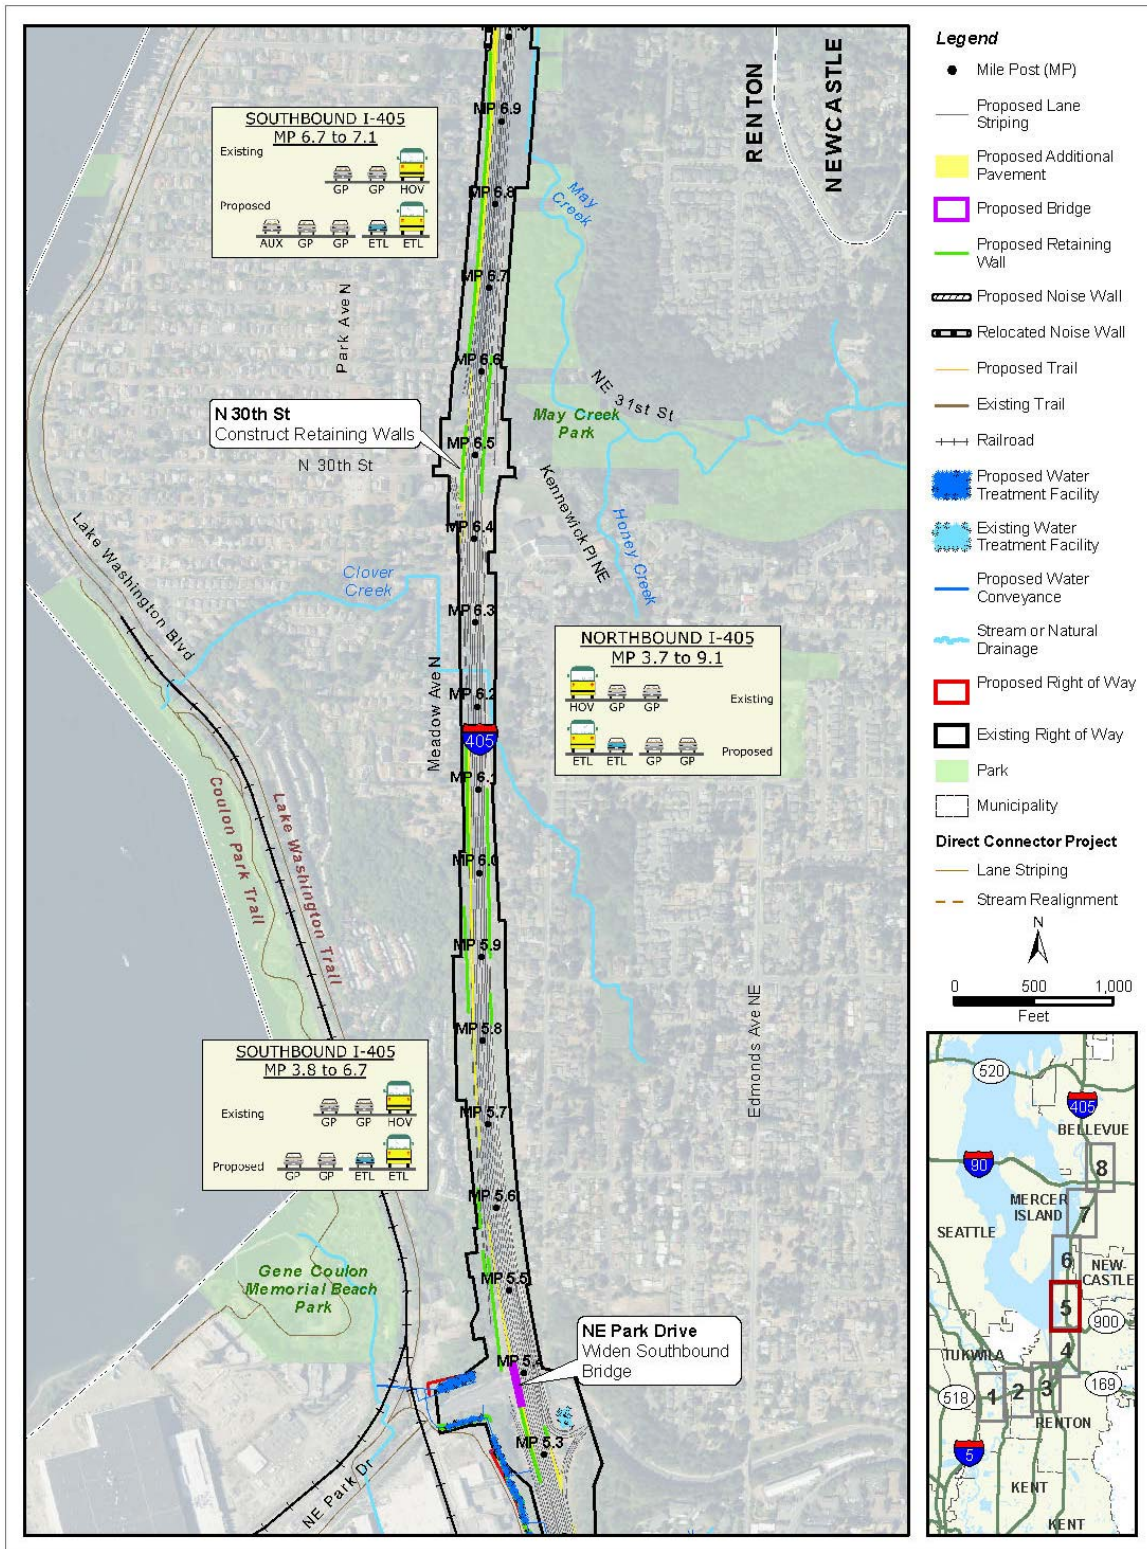 SOUTHBOUND I-405
MP 6.7 to 7.1
Existing
GP GP HOV
Proposed
AUX GP GP ETL ETL
RENTON
NEWCASTLE
MP 6.9
MP 6.8
May
Creek
MP 6.7
Park Ave N
MP 6.6
NE 31st St
N 30th St
Construct Retaining Walls
May Creek
Park
MP 6.5
N 30th St
Kennewick Pl NE
MP 6.4
Honey Creek
Lake Washington Blvd
Clover
Creek
MP 6.3
NORTHBOUND I-405
MP 3.7 to 9.1
HOV GP GP Existing
ETL ETL GP GP Proposed
MP 6.2
Meadow Ave N
405
MP 6.1
Coulon Park Trail
Lake Washington Trail
MP 6.0
MP 5.9
MP 5.8
Edmonds Ave NE
SOUTHBOUND I-405
MP 3.8 to 6.7
Existing
GP GP HOV
Proposed
GP GP ETL ETL
MP 5.7
MP 5.6
Gene Coulon
Memorial Beach
Park
MP 5.5
NE Park Drive
Widen Southbound
Bridge
MP 5.4
MP 5.3
NE Park Dr
Legend
Mile Post (MP)
Proposed Lane
Striping
Proposed Additional
Pavement
Proposed Bridge
Proposed Retaining
Wall
Proposed Noise Wall
Relocated Noise Wall
Proposed Trail
Existing Trail
Railroad
Proposed Water
Treatment Facility
Existing Water
Treatment Facility
Proposed Water
Conveyance
Stream or Natural
Drainage
Proposed Right of Way
Existing Right of Way
Park
Municipality
Direct Connector Project
Lane Striping
Stream Realignment
N
0 500 1,000
Feet
520
405
BELLEVUE
90
8
MERCER
ISLAND
7
SEATTLE
6
NEW-
CASTLE
5
900
4
TUKWILA
518
1
2
3
169
RENTON
5
KENT
KENT